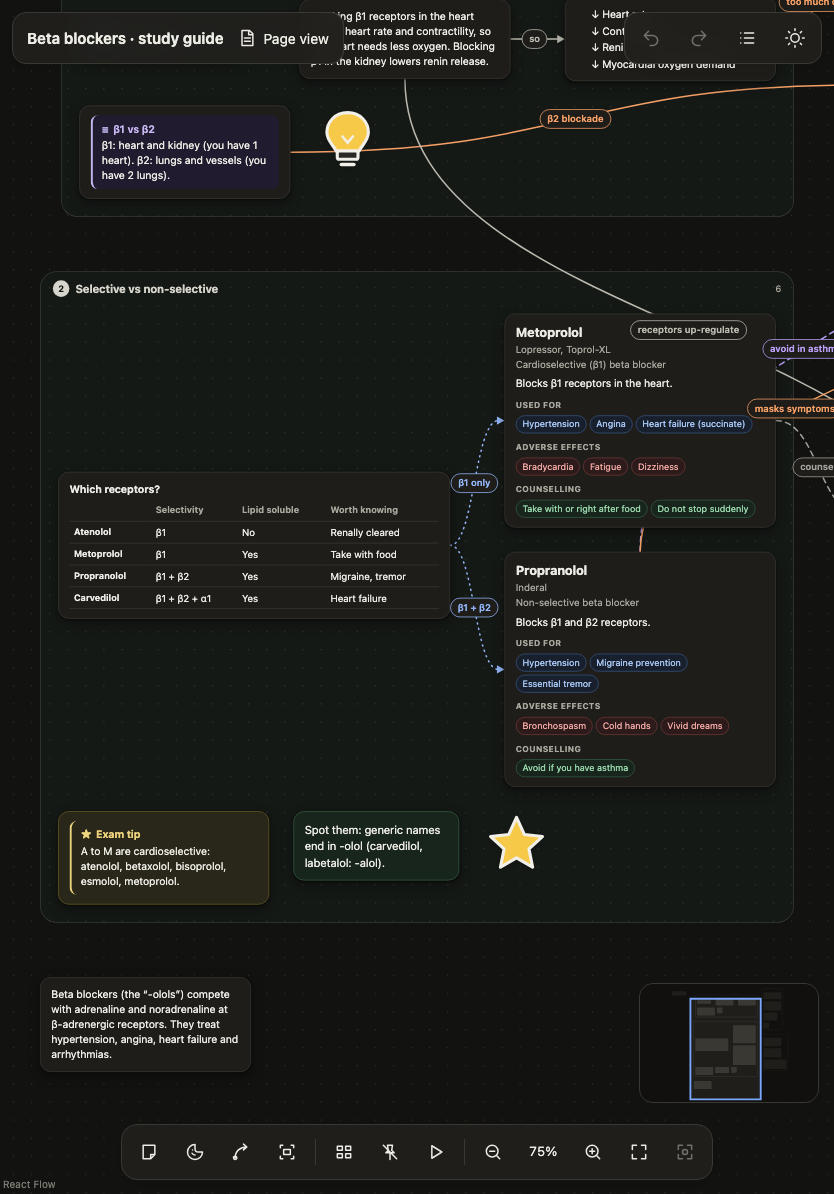 Beta blockers · study guide
Page view
ing β1 receptors in the heart
heart rate and contractility, so
art needs less oxygen. Blocking
the kidney lowers renin release.
so
↓ Heart
↓ Cont
↓ Reni
↓ Myocardial oxygen demand
too much
≡ β1 vs β2
β1: heart and kidney (you have 1
heart). β2: lungs and vessels (you
have 2 lungs).
β2 blockade
2 Selective vs non-selective
6
Metoprolol
receptors up-regulate
Lopressor, Toprol-XL
Cardioselective (β1) beta blocker
Blocks β1 receptors in the heart.
USED FOR
Hypertension Angina Heart failure (succinate)
ADVERSE EFFECTS
Bradycardia Fatigue Dizziness
COUNSELLING
Take with or right after food Do not stop suddenly
avoid in asthm
masks symptoms
counse
β1 only
β1 + β2
Which receptors?
Selectivity Lipid soluble Worth knowing
Atenolol β1 No Renally cleared
Metoprolol β1 Yes Take with food
Propranolol β1 + β2 Yes Migraine, tremor
Carvedilol β1 + β2 + α1 Yes Heart failure
Propranolol
Inderal
Non-selective beta blocker
Blocks β1 and β2 receptors.
USED FOR
Hypertension Migraine prevention
Essential tremor
ADVERSE EFFECTS
Bronchospasm Cold hands Vivid dreams
COUNSELLING
Avoid if you have asthma
Exam tip
A to M are cardioselective:
atenolol, betaxolol, bisoprolol,
esmolol, metoprolol.
Spot them: generic names
end in -olol (carvedilol,
labetalol: -alol).
Beta blockers (the “-olols”) compete
with adrenaline and noradrenaline at
β-adrenergic receptors. They treat
hypertension, angina, heart failure and
arrhythmias.
75%
React Flow